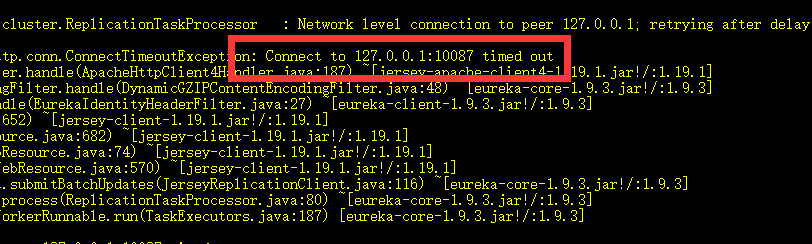 cluster.ReplicationTaskProcessor : Network level connection to peer 127.0.0.1; retrying after delay
tp.conn.ConnectTimeoutException: Connect to 127.0.0.1:10087 timed out
er.handle(ApacheHttpClient4Handler.java:187) ~[jersey-apache-client4-1.19.1.jar!/:1.19.1]
ngFilter.handle(DynamicGZIPContentEncodingFilter.java:48) [eureka-core-1.9.3.jar!/:1.9.3]
ndle(EurekaIdentityHeaderFilter.java:27) ~[eureka-client-1.9.3.jar!/:1.9.3]
652) ~[jersey-client-1.19.1.jar!/:1.19.1]
ource.java:682) ~[jersey-client-1.19.1.jar!/:1.19.1]
bResource.java:74) ~[jersey-client-1.19.1.jar!/:1.19.1]
ebResource.java:570) ~[jersey-client-1.19.1.jar!/:1.19.1]
.submitBatchUpdates(JerseyReplicationClient.java:116) ~[eureka-core-1.9.3.jar!/:1.9.3]
process(ReplicationTaskProcessor.java:80) ~[eureka-core-1.9.3.jar!/:1.9.3]
orkerRunnable.run(TaskExecutors.java:187) [eureka-core-1.9.3.jar!/:1.9.3]